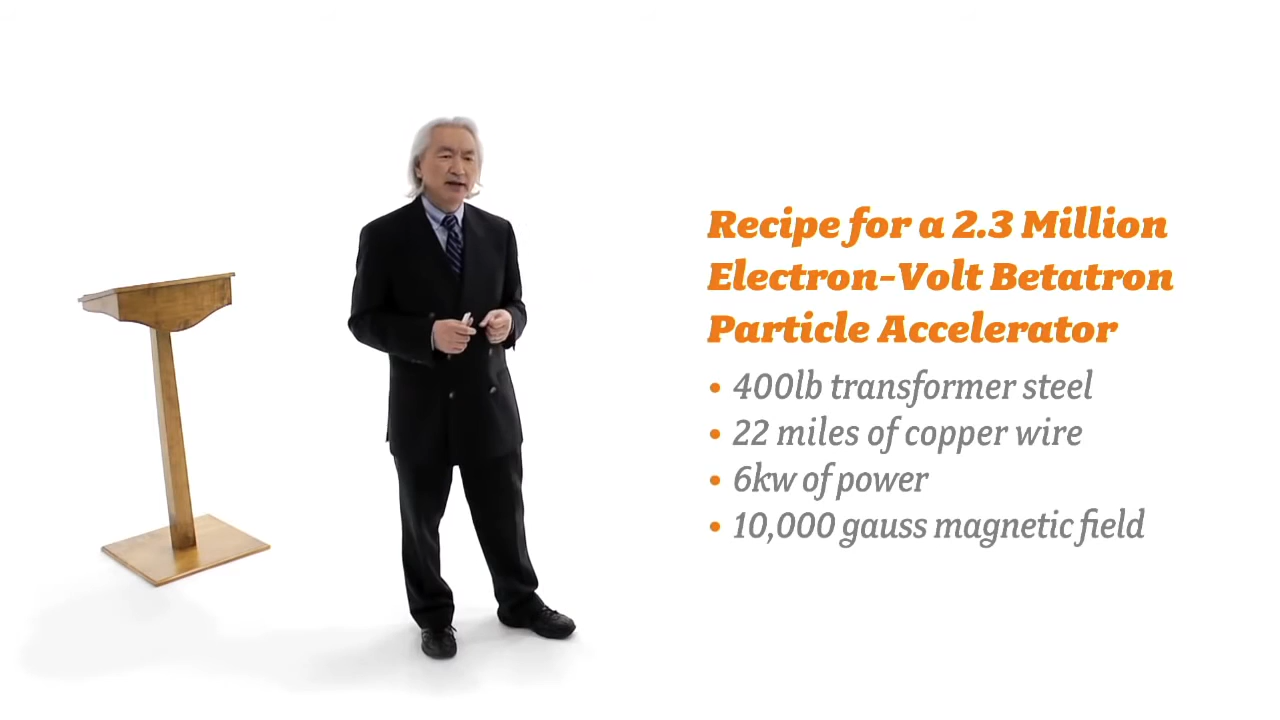 Recipe for a 2.3 Million
Electron-Volt Betatron
Particle Accelerator
• 400lb transformer steel
• 22 miles of copper wire
• 6kw of power
• 10,000 gauss magnetic field